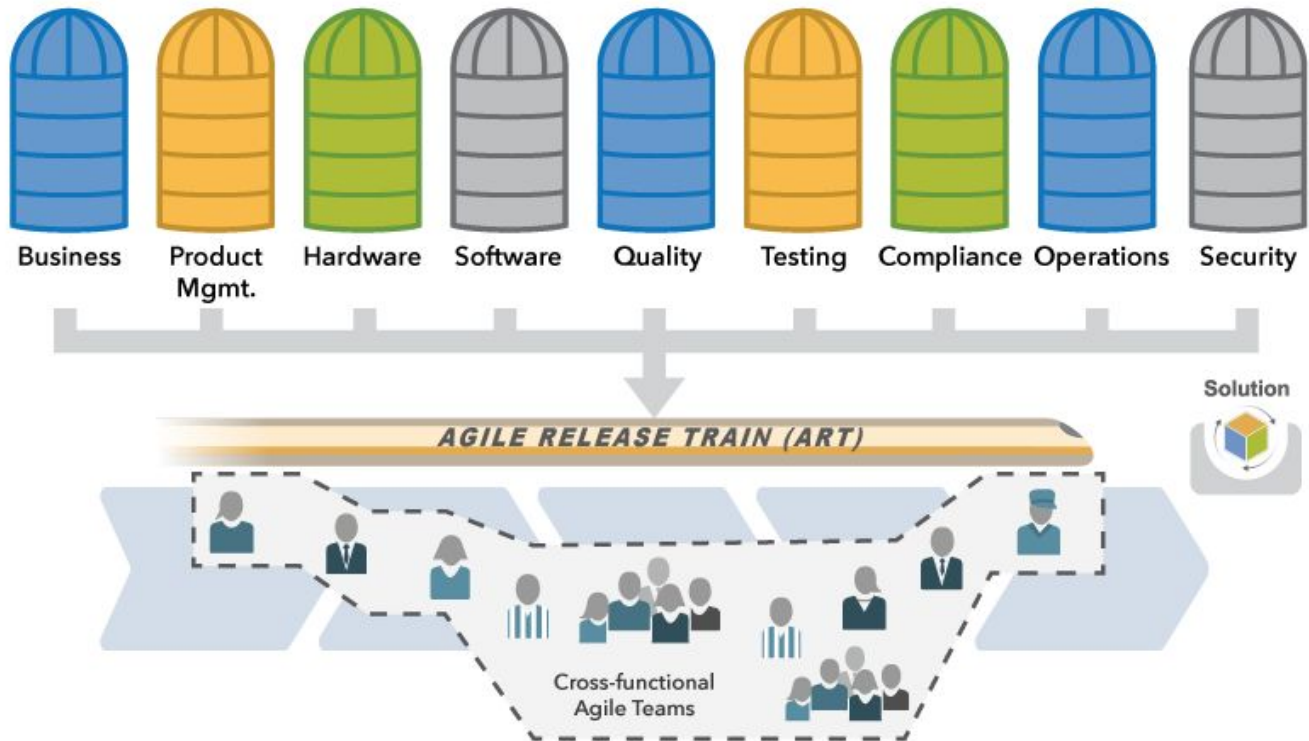 Business
Product
Mgmt.
Hardware
Software
Quality
Testing
Compliance
Operations
Security
Solution
AGILE RELEASE TRAIN (ART)
Cross-functional
Agile Teams